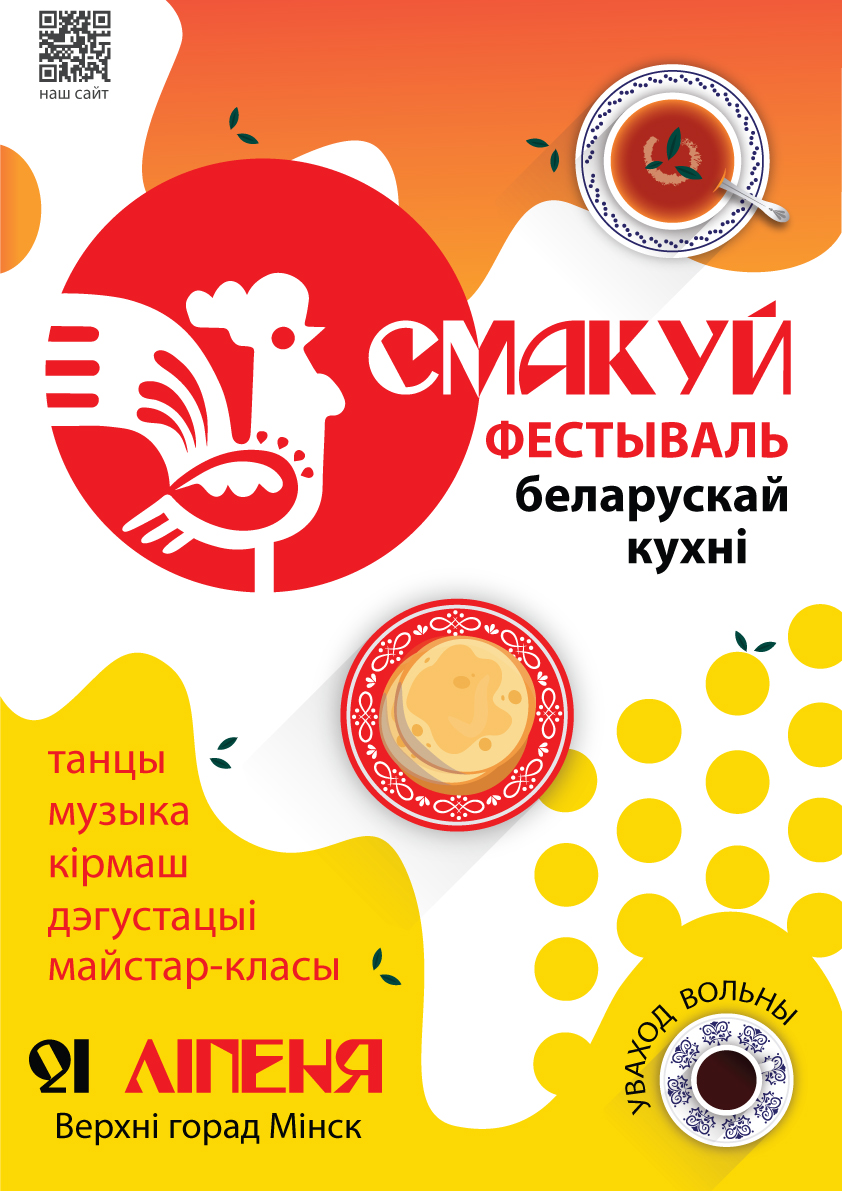 наш сайт
СМАКУЙ
ФЕСТЫВАЛЬ
беларускай
кухні
танцы
музыка
кірмаш
дэгустацыі
майстар-класы
21 ЛІПЕНЯ
Верхні горад Мінск
УВАХОД ВОЛЬНЫ